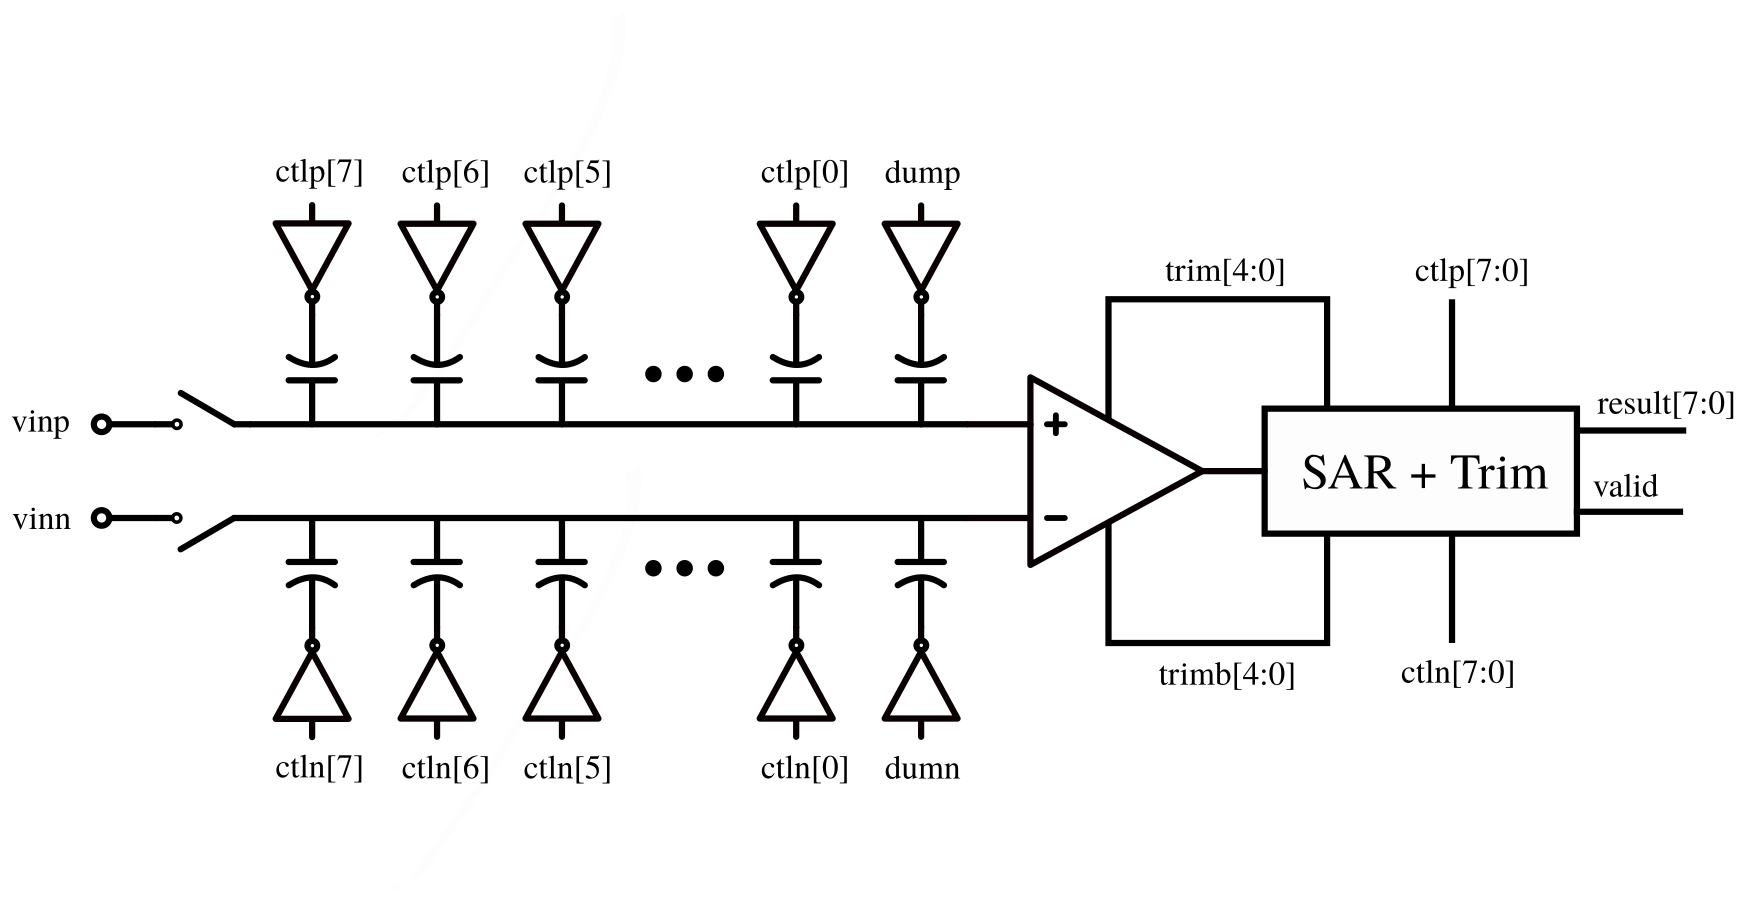 ctlp[7] ctlp[6] ctlp[5] ctlp[0] dump
trim[4:0] ctlp[7:0]
vinp + result[7:0]
SAR + Trim valid
vinn −
trimb[4:0] ctln[7:0]
ctln[7] ctln[6] ctln[5] ctln[0] dumn